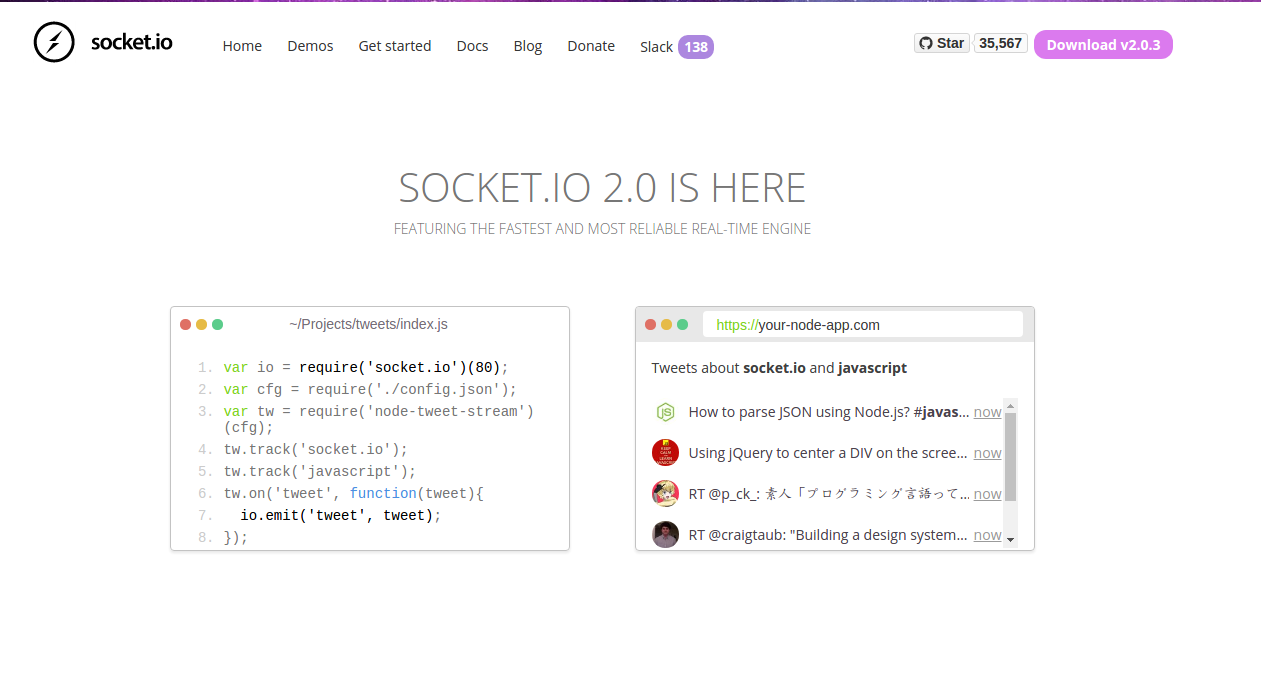 socket.io
Home Demos Get started Docs Blog Donate Slack 138
Star 35,567 Download v2.0.3
SOCKET.IO 2.0 IS HERE
FEATURING THE FASTEST AND MOST RELIABLE REAL-TIME ENGINE
~/Projects/tweets/index.js
1. var io = require('socket.io')(80);
2. var cfg = require('./config.json');
3. var tw = require('node-tweet-stream')
(cfg);
4. tw.track('socket.io');
5. tw.track('javascript');
6. tw.on('tweet', function(tweet){
7. io.emit('tweet', tweet);
8. });
https://your-node-app.com
Tweets about socket.io and javascript
How to parse JSON using Node.js? #javas... now
Using jQuery to center a DIV on the scree... now
RT @p_ck_: 素人「プログラミング言語って... now
RT @craigtaub: "Building a design system... now